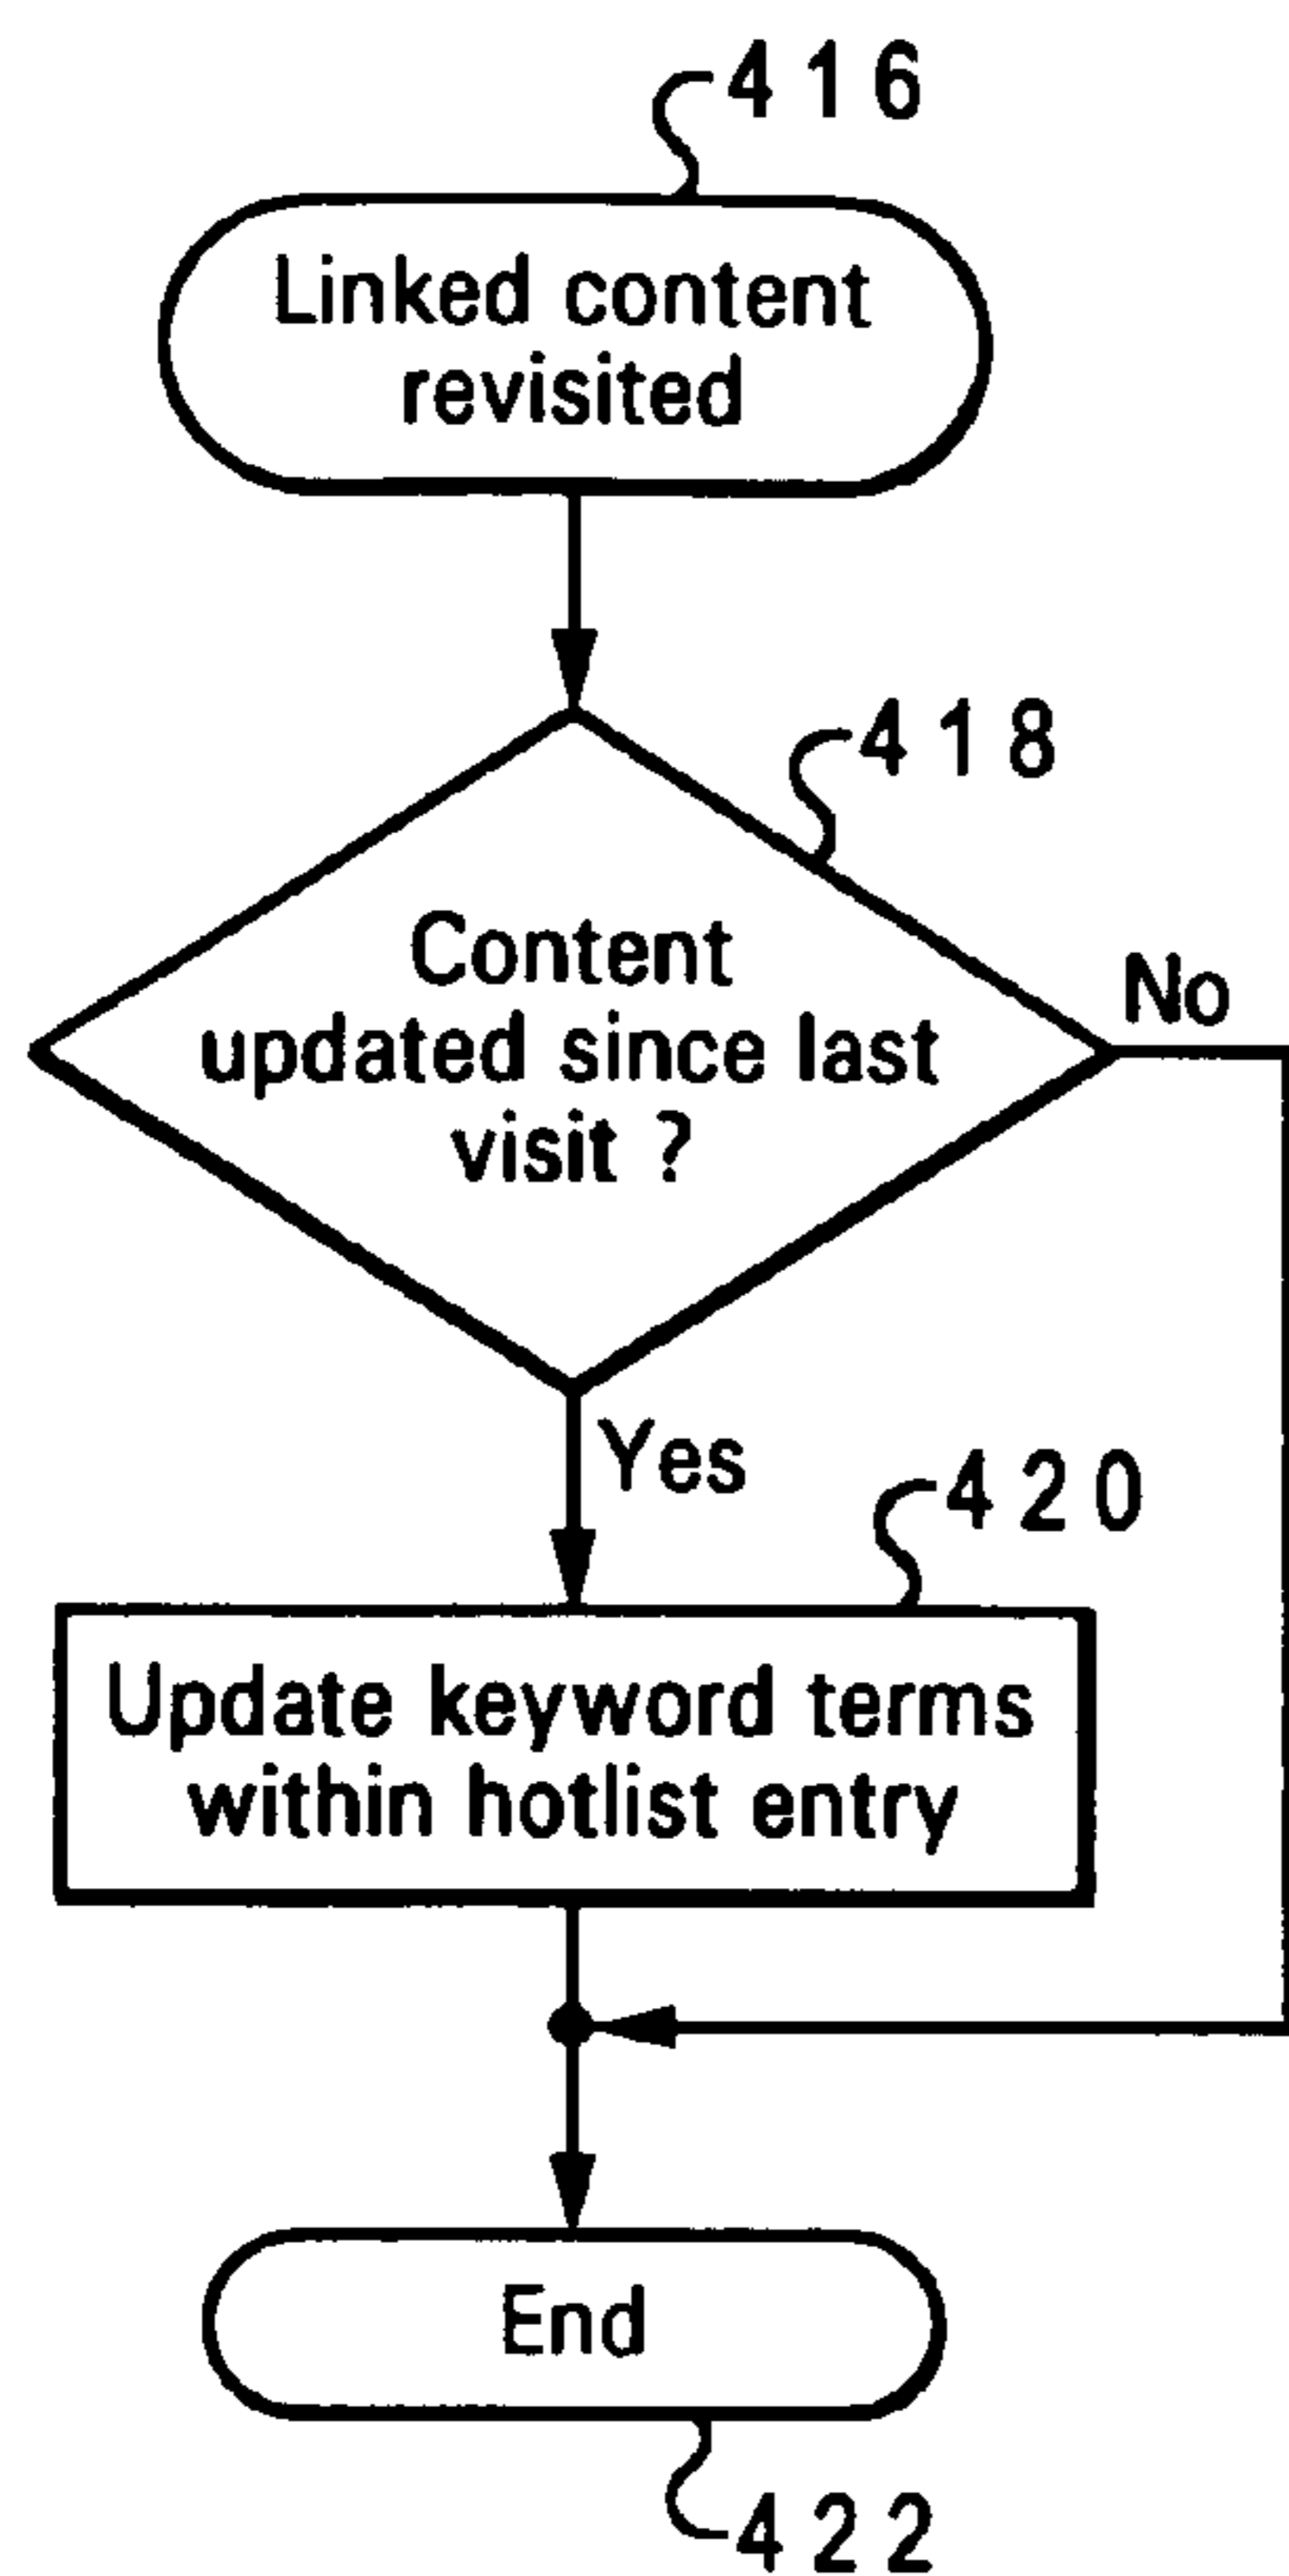 416
Linked content
revisited
418
Content
updated since last
visit ?
No
Yes
420
Update keyword terms
within hotlist entry
End
422